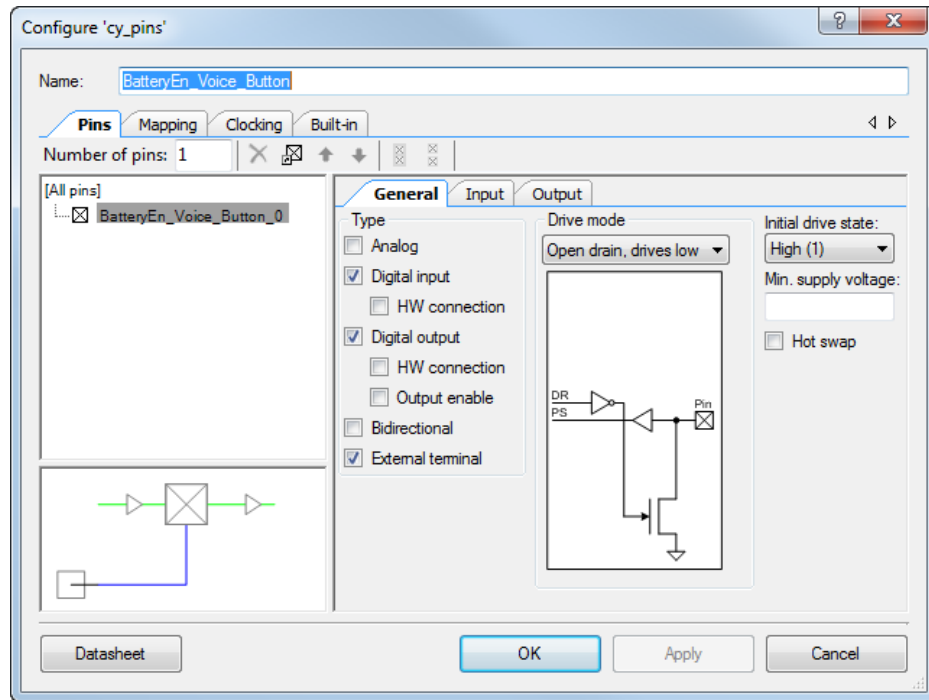 Configure 'cy_pins'
Name: BatteryEn_Voice_Button
Pins Mapping Clocking Built-in
Number of pins: 1
[All pins]
BatteryEn_Voice_Button_0
General Input Output
Type
Analog
Digital input
HW connection
Digital output
HW connection
Output enable
Bidirectional
External terminal
Drive mode
Open drain, drives low
DR
PS
Pin
Initial drive state:
High (1)
Min. supply voltage:
Hot swap
Datasheet OK Apply Cancel